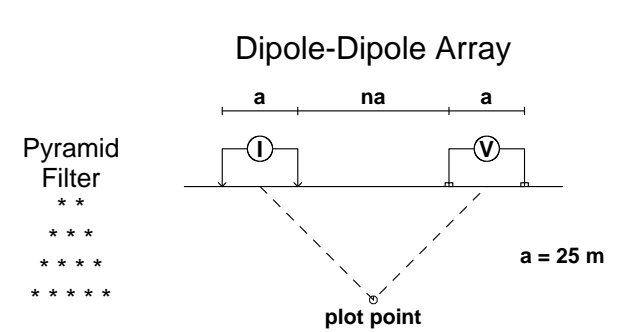 Dipole-Dipole Array
a na a
I V
Pyramid
Filter
* *
* * *
* * * *
* * * * *
a = 25 m
plot point